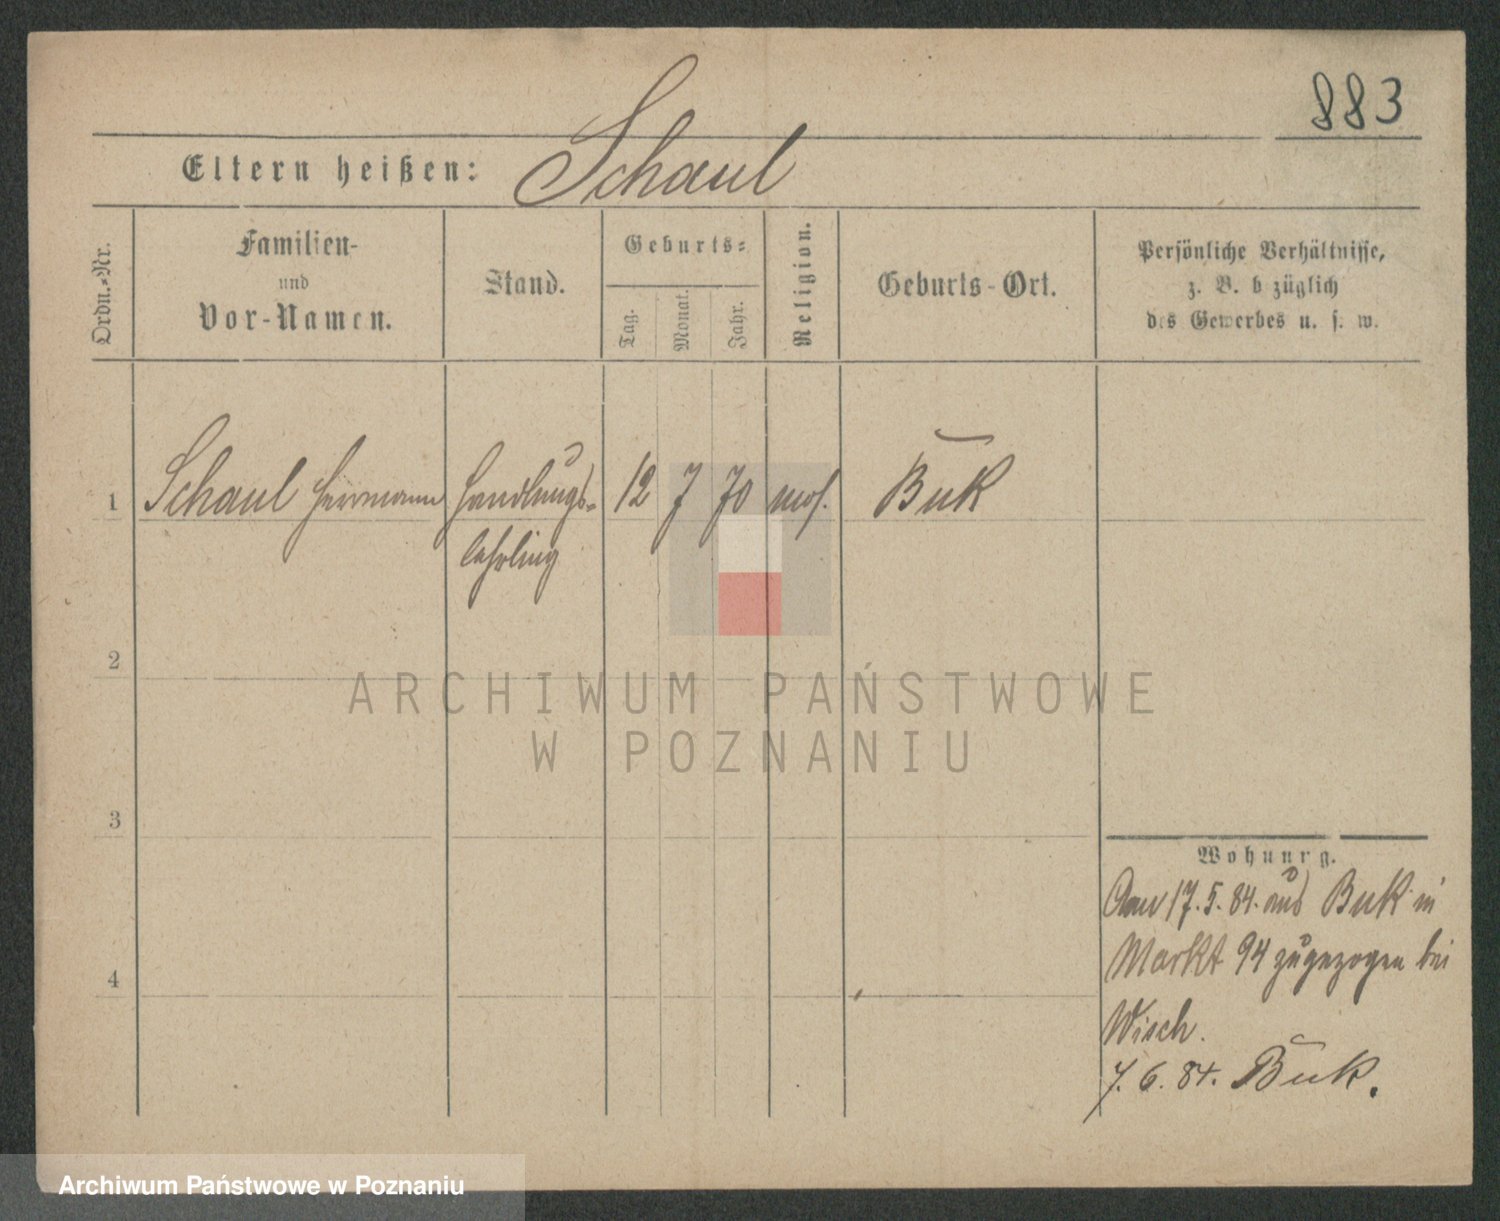 883
Eltern heißen: Schaul
Ordn.-Nr.
Familien-
und
Vor-Namen.
Stand.
Geburts-
Tag.
Monat.
Jahr.
Religion.
Geburts-Ort.
Persönliche Verhältnisse,
z. B. b züglich
des Gewerbes u. s. w.
1 Schaul Herrmann Handlungs- 12 7 70 mos. Buk
lehrling
2
3
4
Wohnung.
Am 17.5.84. aus Buk in
Markt 94 zugezogen bei
Wisch.
7. 6. 84. Buk.
ARCHIWUM PAŃSTWOWE
W POZNANIU
Archiwum Państwowe w Poznaniu